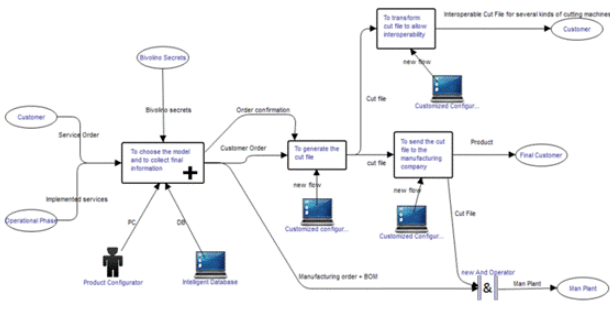 To transform
cut file to allow
interoperability
Interoperable Cut File for several kinds of cutting machines
Customer
new flow
Customized Configur...
Bivolino Secrets
Bivolino secrets
Cut file
Order confirmation
Customer
Service Order
To choose the model
and to collect final
information
Customer Order
To generate the
cut file
cut file
To send the cut
file to the
manufacturing
company
Product
Final Customer
new flow
Customized configur...
new flow
Customized Configur...
Implemented services
Operational Phase
PC
DB
Product Configurator
Intelligent Database
Cut File
Manufacturing order + BOM
new And Operator
&
Man Plant
Man Plant